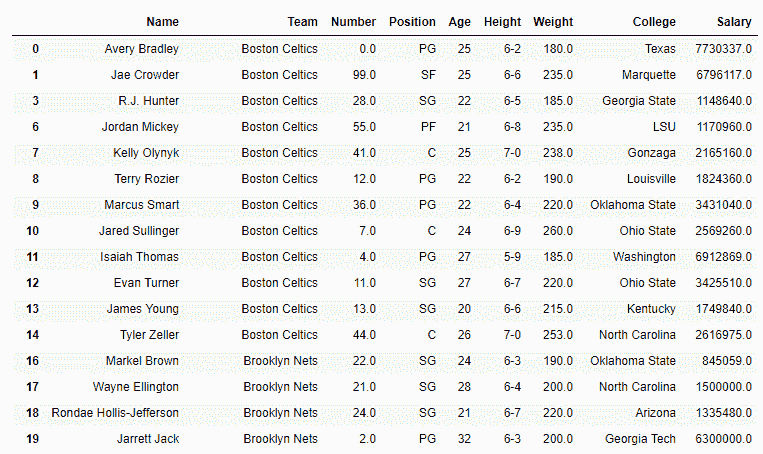 Name Team Number Position Age Height Weight College Salary
0 Avery Bradley Boston Celtics 0.0 PG 25 6-2 180.0 Texas 7730337.0
1 Jae Crowder Boston Celtics 99.0 SF 25 6-6 235.0 Marquette 6796117.0
3 R.J. Hunter Boston Celtics 28.0 SG 22 6-5 185.0 Georgia State 1148640.0
6 Jordan Mickey Boston Celtics 55.0 PF 21 6-8 235.0 LSU 1170960.0
7 Kelly Olynyk Boston Celtics 41.0 C 25 7-0 238.0 Gonzaga 2165160.0
8 Terry Rozier Boston Celtics 12.0 PG 22 6-2 190.0 Louisville 1824360.0
9 Marcus Smart Boston Celtics 36.0 PG 22 6-4 220.0 Oklahoma State 3431040.0
10 Jared Sullinger Boston Celtics 7.0 C 24 6-9 260.0 Ohio State 2569260.0
11 Isaiah Thomas Boston Celtics 4.0 PG 27 5-9 185.0 Washington 6912869.0
12 Evan Turner Boston Celtics 11.0 SG 27 6-7 220.0 Ohio State 3425510.0
13 James Young Boston Celtics 13.0 SG 20 6-6 215.0 Kentucky 1749840.0
14 Tyler Zeller Boston Celtics 44.0 C 26 7-0 253.0 North Carolina 2616975.0
16 Markel Brown Brooklyn Nets 22.0 SG 24 6-3 190.0 Oklahoma State 845059.0
17 Wayne Ellington Brooklyn Nets 21.0 SG 28 6-4 200.0 North Carolina 1500000.0
18 Rondae Hollis-Jefferson Brooklyn Nets 24.0 SG 21 6-7 220.0 Arizona 1335480.0
19 Jarrett Jack Brooklyn Nets 2.0 PG 32 6-3 200.0 Georgia Tech 6300000.0